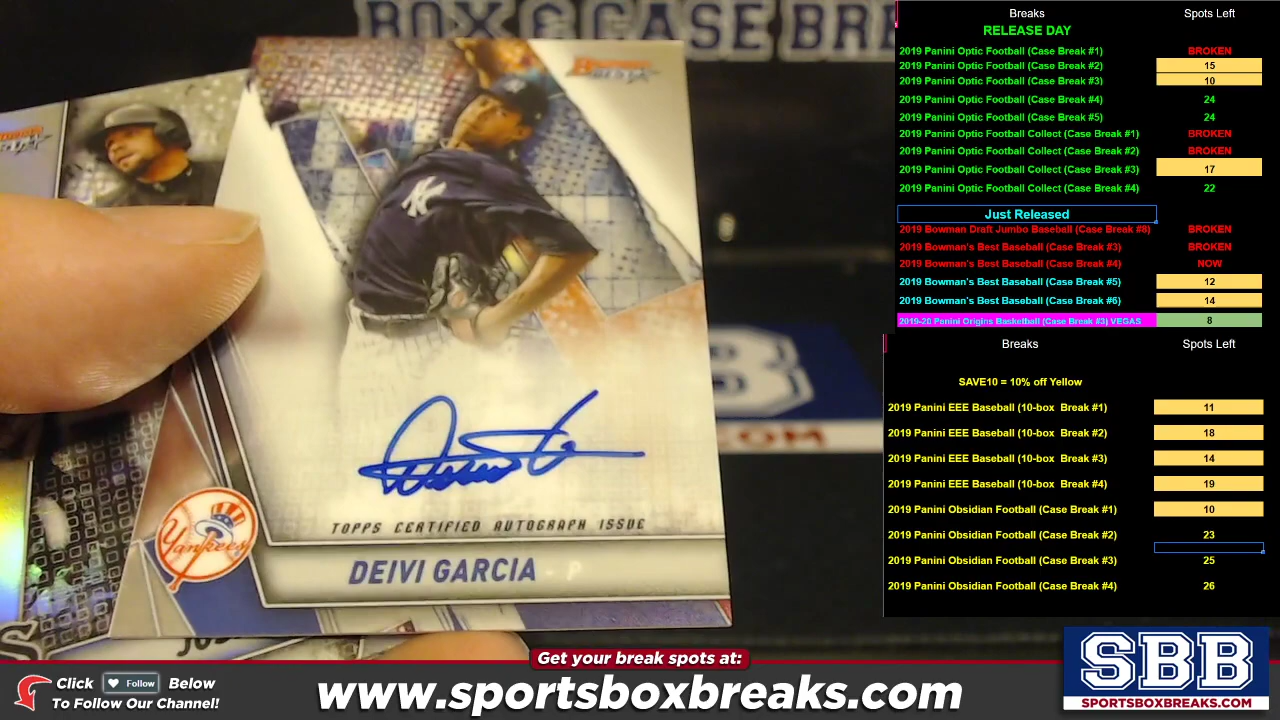 BOX & CASE BRE
Bowman's
BEST
NY
TOPPS CERTIFIED AUTOGRAPH ISSUE
Yankees
DEIVI GARCIA P
SBB
.COM
Breaks Spots Left
RELEASE DAY
2019 Panini Optic Football (Case Break #1) BROKEN
2019 Panini Optic Football (Case Break #2) 15
2019 Panini Optic Football (Case Break #3) 10
2019 Panini Optic Football (Case Break #4) 24
2019 Panini Optic Football (Case Break #5) 24
2019 Panini Optic Football Collect (Case Break #1) BROKEN
2019 Panini Optic Football Collect (Case Break #2) BROKEN
2019 Panini Optic Football Collect (Case Break #3) 17
2019 Panini Optic Football Collect (Case Break #4) 22
Just Released
2019 Bowman Draft Jumbo Baseball (Case Break #8) BROKEN
2019 Bowman's Best Baseball (Case Break #3) BROKEN
2019 Bowman's Best Baseball (Case Break #4) NOW
2019 Bowman's Best Baseball (Case Break #5) 12
2019 Bowman's Best Baseball (Case Break #6) 14
2019-20 Panini Origins Basketball (Case Break #3) VEGAS 8
Breaks Spots Left
SAVE10 = 10% off Yellow
2019 Panini EEE Baseball (10-box Break #1) 11
2019 Panini EEE Baseball (10-box Break #2) 18
2019 Panini EEE Baseball (10-box Break #3) 14
2019 Panini EEE Baseball (10-box Break #4) 19
2019 Panini Obsidian Football (Case Break #1) 10
2019 Panini Obsidian Football (Case Break #2) 23
2019 Panini Obsidian Football (Case Break #3) 25
2019 Panini Obsidian Football (Case Break #4) 26
Get your break spots at:
Click Follow Below
To Follow Our Channel!
www.sportsboxbreaks.com
SBB
SPORTSBOXBREAKS.COM